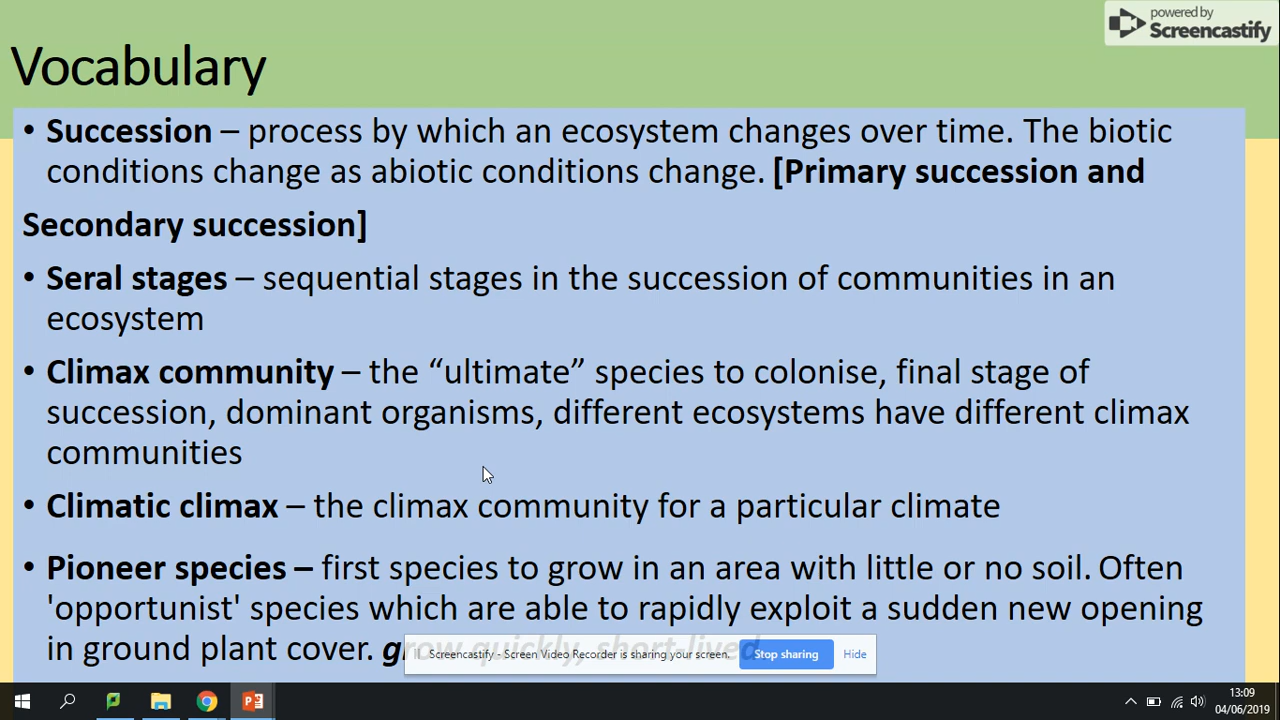 powered by
Screencastify
Vocabulary
• Succession – process by which an ecosystem changes over time. The biotic
conditions change as abiotic conditions change. [Primary succession and
Secondary succession]
• Seral stages – sequential stages in the succession of communities in an
ecosystem
• Climax community – the “ultimate” species to colonise, final stage of
succession, dominant organisms, different ecosystems have different climax
communities
• Climatic climax – the climax community for a particular climate
• Pioneer species – first species to grow in an area with little or no soil. Often
'opportunist' species which are able to rapidly exploit a sudden new opening
in ground plant cover. grow quickly, short-lived.
Screencastify - Screen Video Recorder is sharing your screen. Stop sharing Hide
13:09
04/06/2019